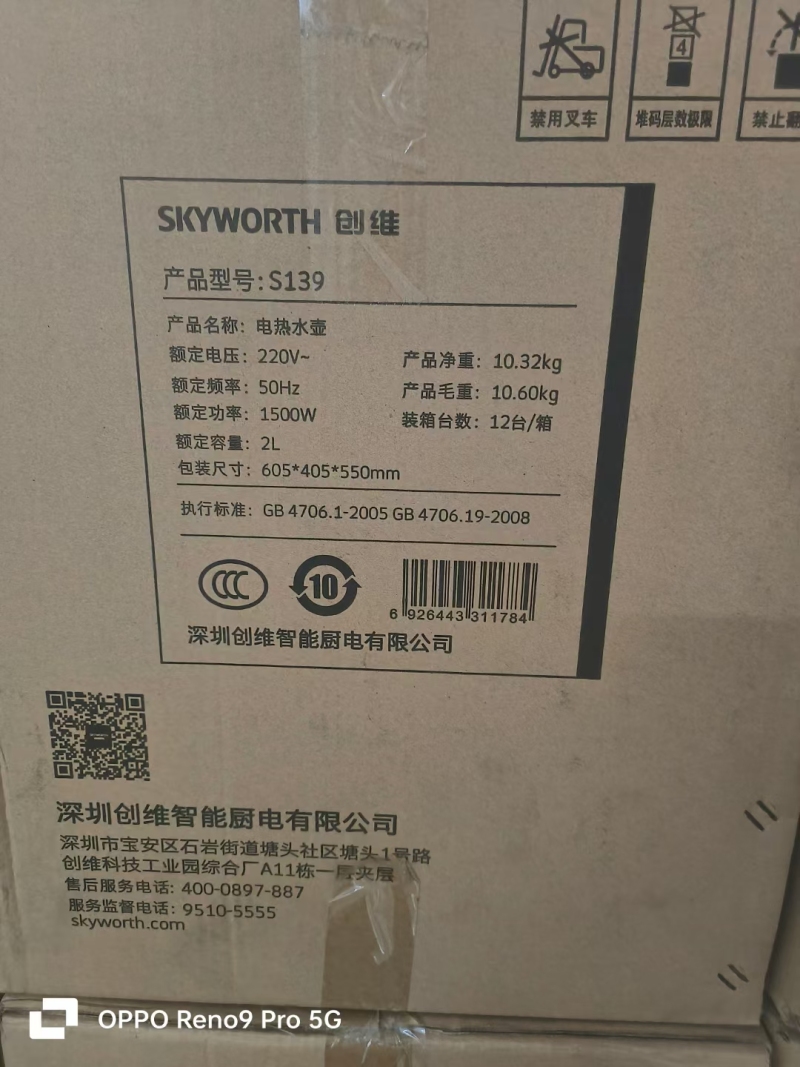 4
禁用叉车
堆码层数极限
禁止翻
SKYWORTH 创维
产品型号:S139
产品名称: 电热水壶
额定电压: 220V~
产品净重: 10.32kg
额定频率: 50Hz
产品毛重: 10.60kg
额定功率: 1500W
装箱台数: 12台/箱
额定容量: 2L
包装尺寸: 605*405*550mm
执行标准: GB 4706.1-2005 GB 4706.19-2008
CCC
10
6 926443 311784
深圳创维智能厨电有限公司
深圳创维智能厨电有限公司
深圳市宝安区石岩街道塘头社区塘头1号路
创维科技工业园综合厂A11栋一层夹层
售后服务电话: 400-0897-887
服务监督电话: 9510-5555
skyworth.com
OPPO Reno9 Pro 5G